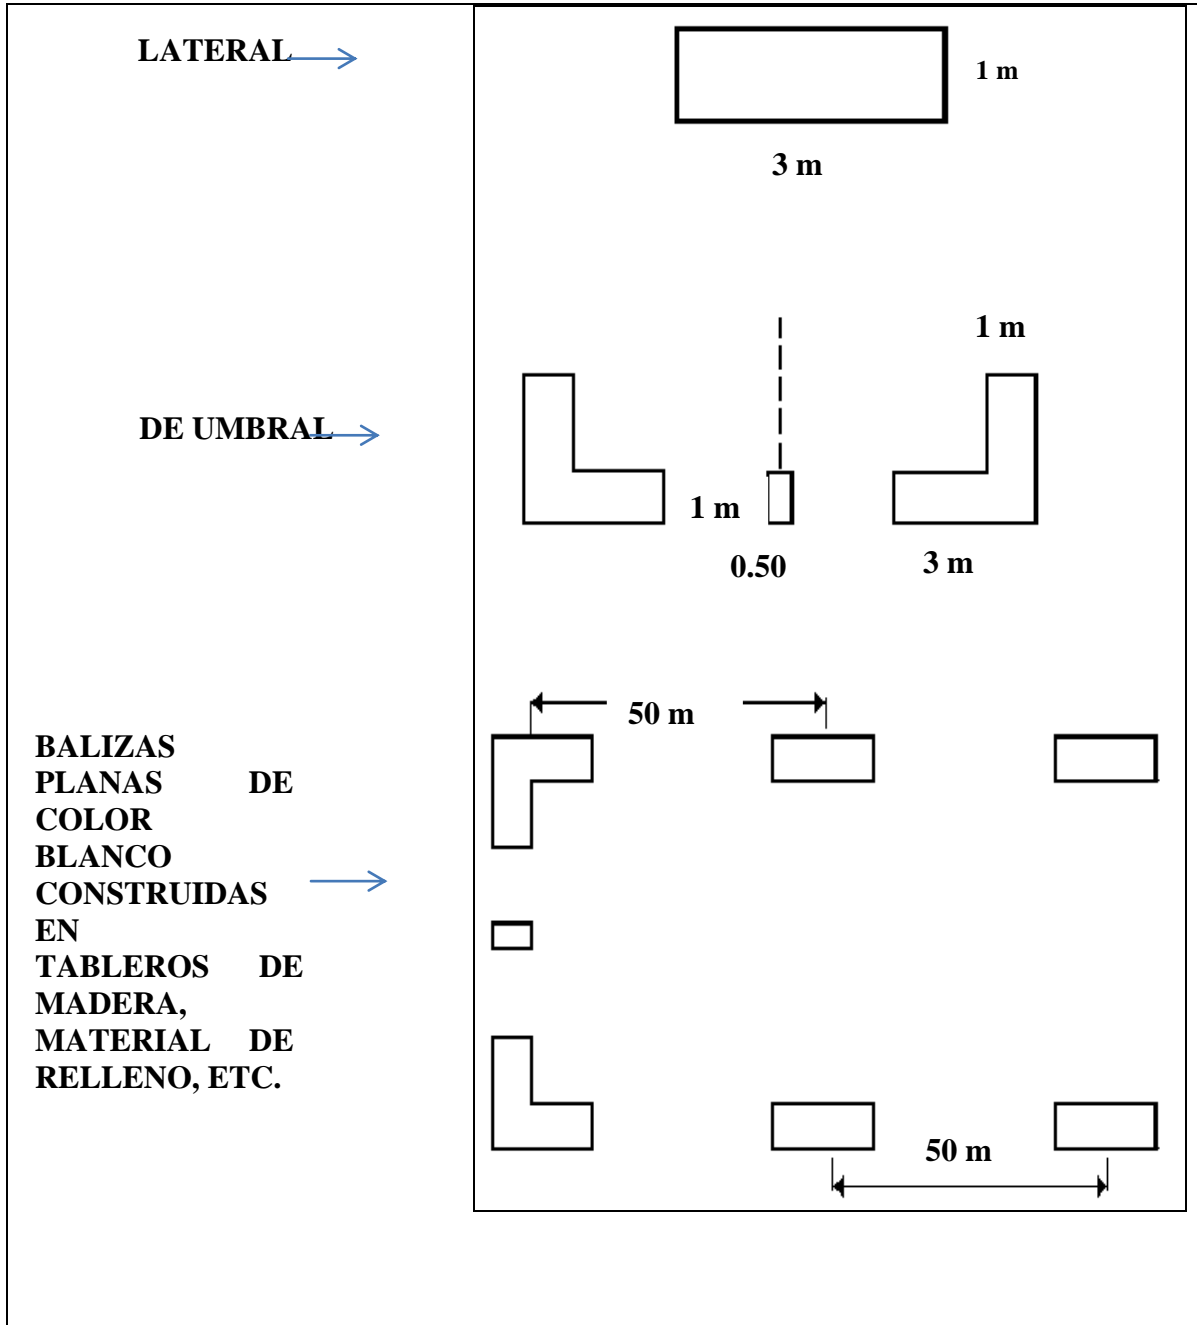 LATERAL
1 m
3 m
1 m
DE UMBRAL
1 m
0.50
3 m
50 m
BALIZAS
PLANAS DE
COLOR
BLANCO
CONSTRUIDAS
EN
TABLEROS DE
MADERA,
MATERIAL DE
RELLENO, ETC.
50 m